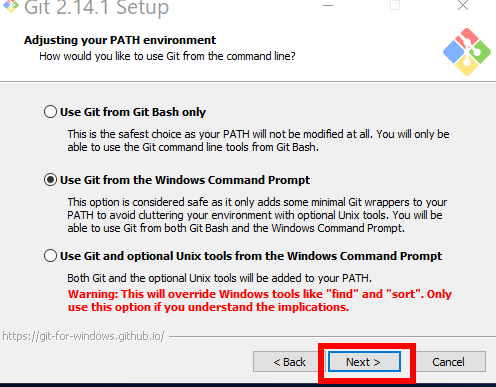 Git 2.14.1 Setup
Adjusting your PATH environment
How would you like to use Git from the command line?
Use Git from Git Bash only
This is the safest choice as your PATH will not be modified at all. You will only be
able to use the Git command line tools from Git Bash.
Use Git from the Windows Command Prompt
This option is considered safe as it only adds some minimal Git wrappers to your
PATH to avoid cluttering your environment with optional Unix tools. You will be
able to use Git from both Git Bash and the Windows Command Prompt.
Use Git and optional Unix tools from the Windows Command Prompt
Both Git and the optional Unix tools will be added to your PATH.
Warning: This will override Windows tools like "find" and "sort". Only
use this option if you understand the implications.
https://git-for-windows.github.io/
< Back Next > Cancel